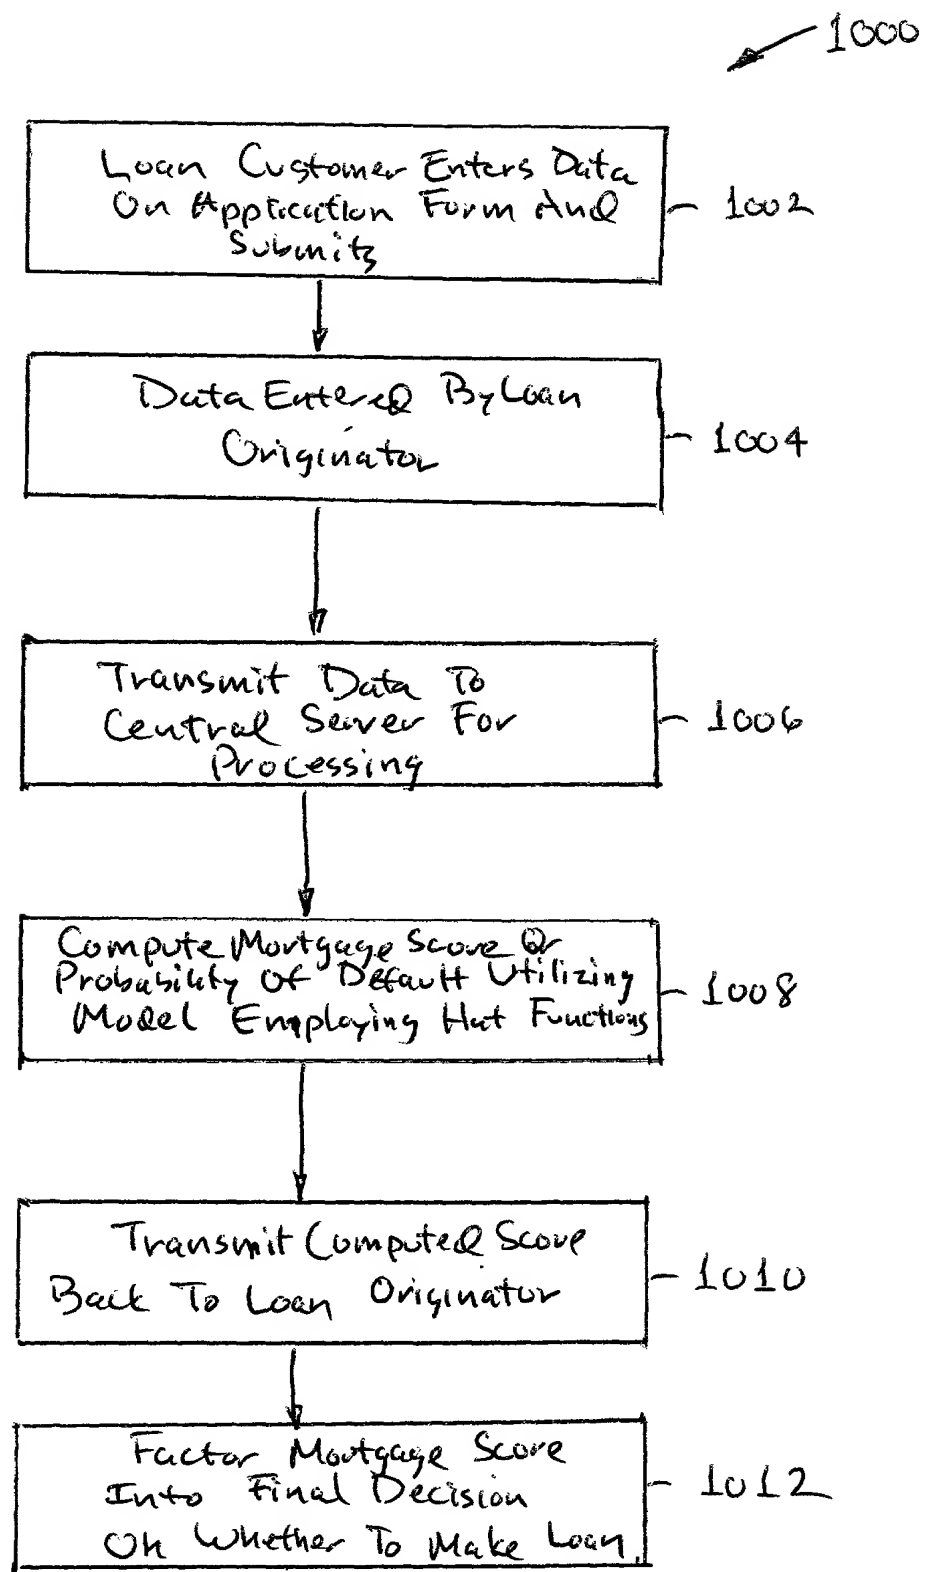 1000
Loan Customer Enters Data
On Application Form And
Submits
1002
Data Entered By Loan
Originator
1004
Transmit Data To
Central Server For
Processing
1006
Compute Mortgage Score Or
Probability Of Default Utilizing
Model Employing Hat Functions
1008
Transmit Computed Score
Back To Loan Originator
1010
Factor Mortgage Score
Into Final Decision
On Whether To Make Loan
1012